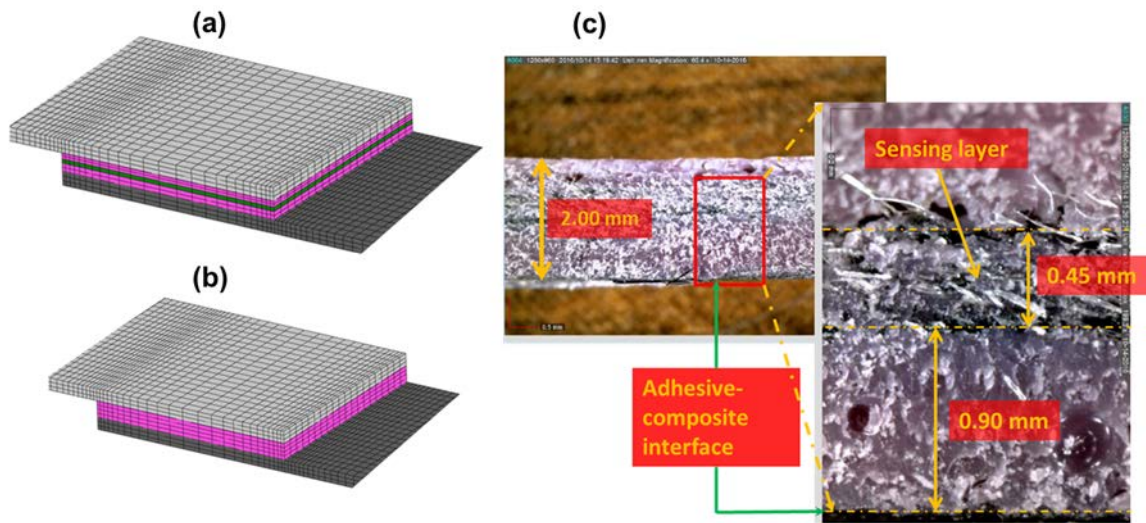 (a)
(b)
(c)
2.00 mm
Adhesive-
composite
interface
Sensing layer
0.45 mm
0.90 mm